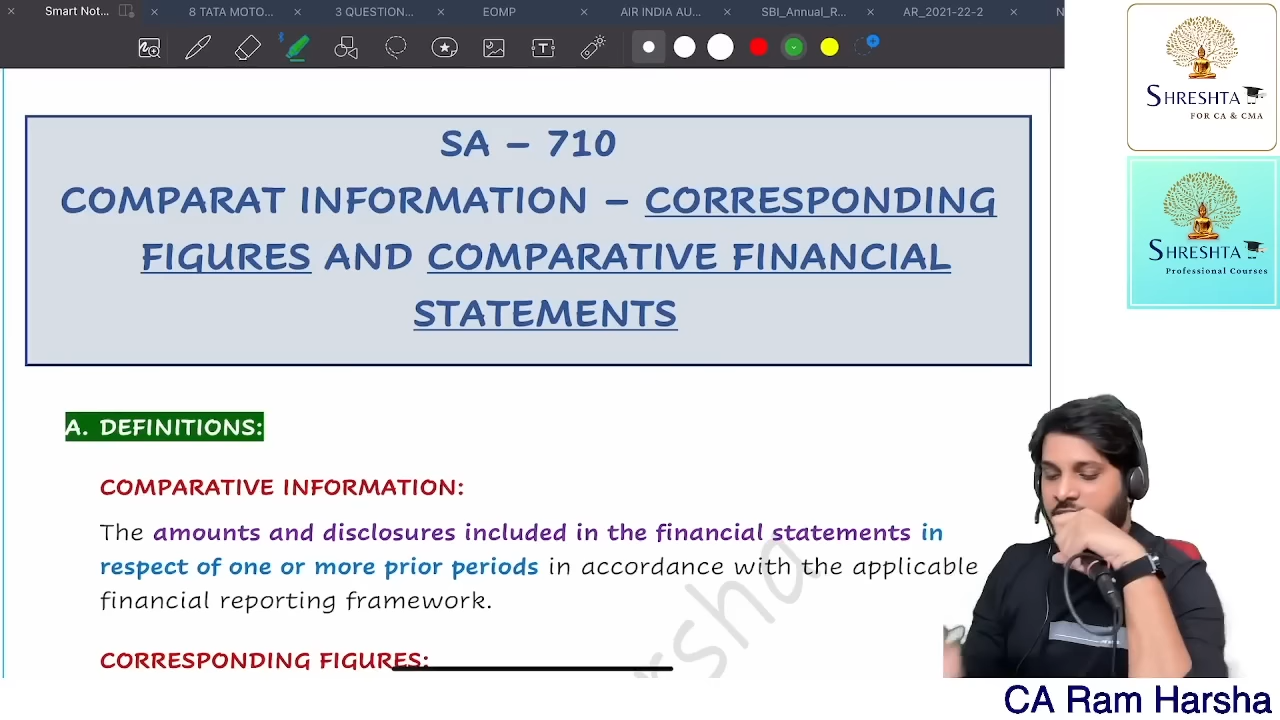 Smart Not... 8 TATA MOTO... 3 QUESTION... EOMP AIR INDIA AU... SBI_Annual_R... AR_2021-22-2 N
SHRESHTA
FOR CA & CMA
SHRESHTA
Professional Courses
SA – 710
COMPARAT INFORMATION – CORRESPONDING
FIGURES AND COMPARATIVE FINANCIAL
STATEMENTS
A. DEFINITIONS:
COMPARATIVE INFORMATION:
The amounts and disclosures included in the financial statements in
respect of one or more prior periods in accordance with the applicable
financial reporting framework.
CORRESPONDING FIGURES:
rsha
CA Ram Harsha